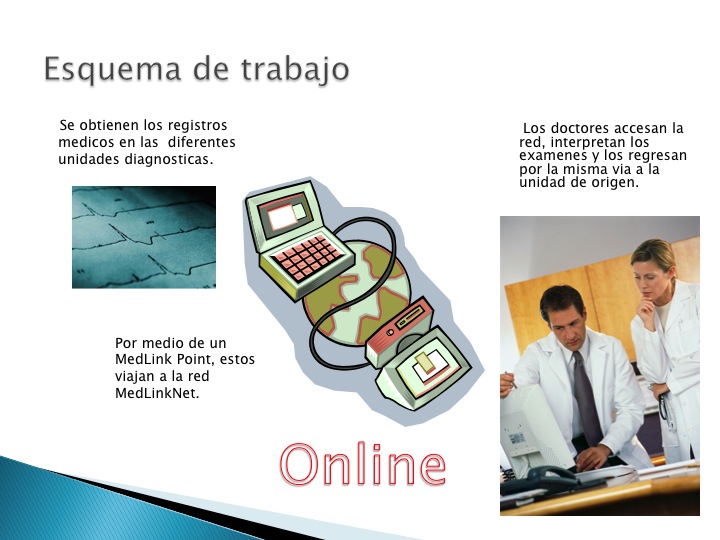 Esquema de trabajo
Se obtienen los registros
medicos en las diferentes
unidades diagnosticas.
Por medio de un
MedLink Point, estos
viajan a la red
MedLinkNet.
Los doctores accesan la
red, interpretan los
examenes y los regresan
por la misma via a la
unidad de origen.
Online